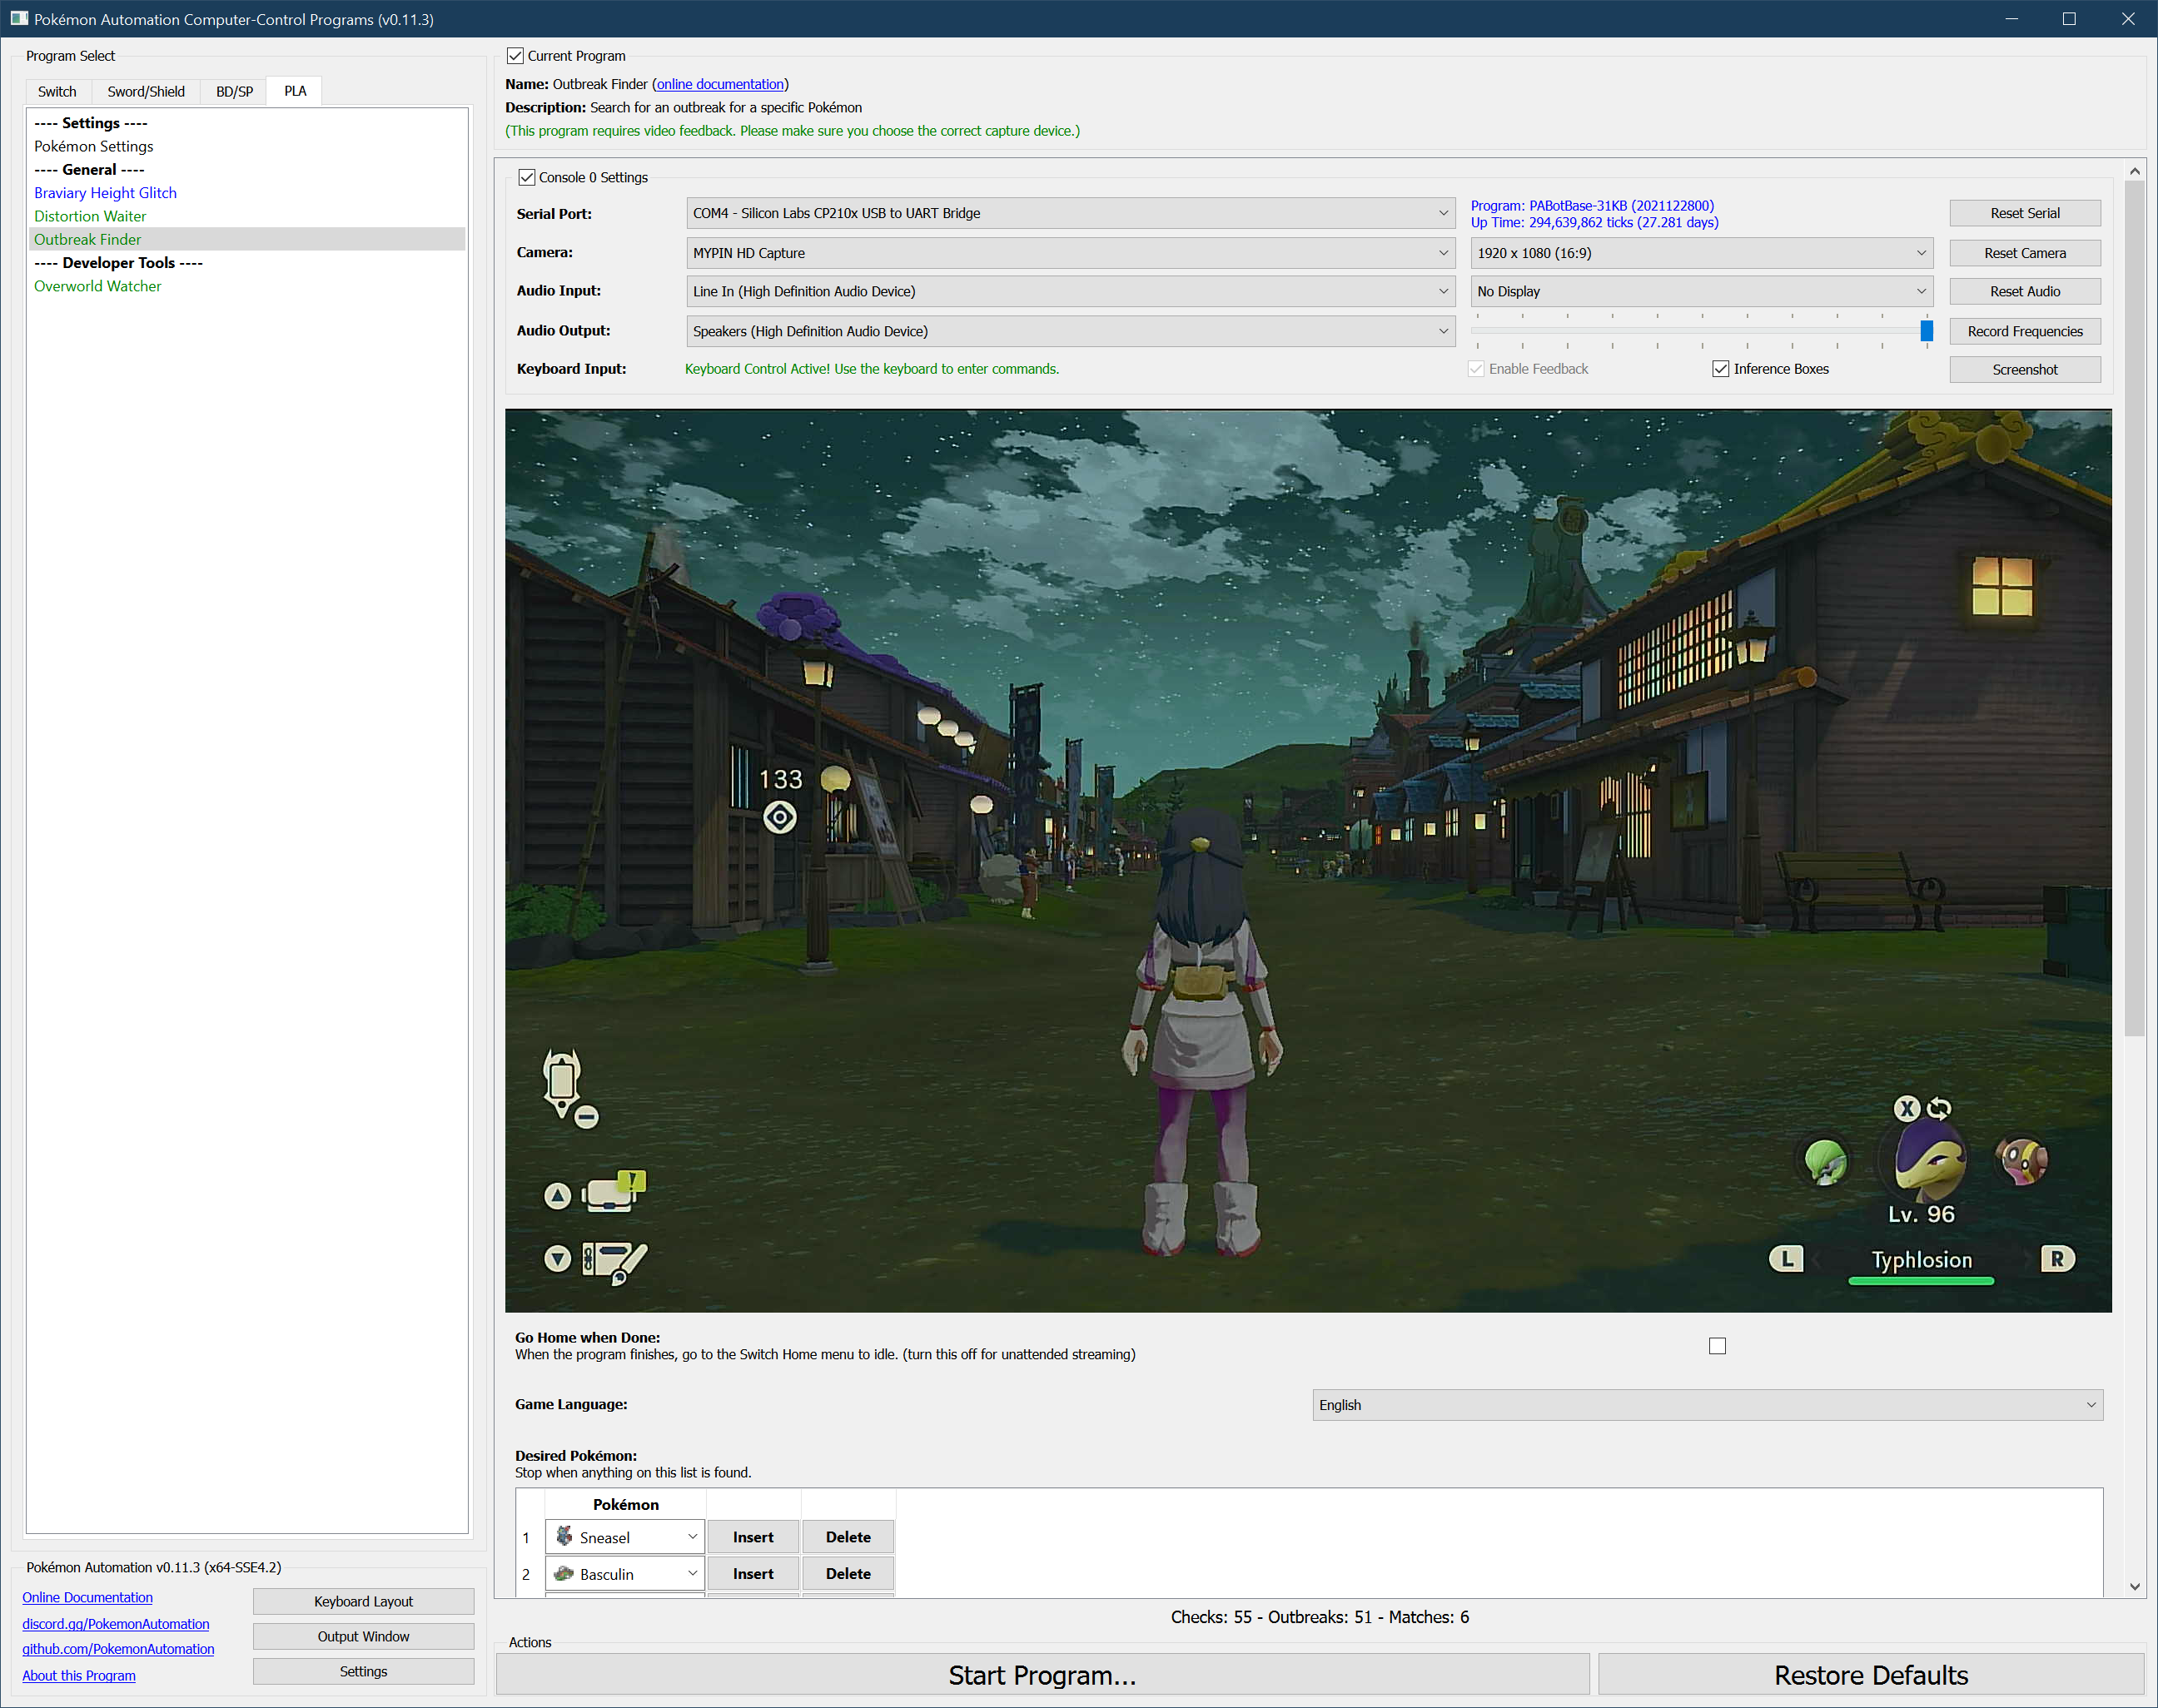 Pokémon Automation Computer-Control Programs (v0.11.3)
Program Select
Switch
Sword/Shield
BD/SP
PLA
---- Settings ----
Pokémon Settings
---- General ----
Braviary Height Glitch
Distortion Waiter
Outbreak Finder
---- Developer Tools ----
Overworld Watcher
Pokémon Automation v0.11.3 (x64-SSE4.2)
Online Documentation
discord.gg/PokemonAutomation
github.com/PokemonAutomation
About this Program
Keyboard Layout
Output Window
Settings
Current Program
Name: Outbreak Finder (online documentation)
Description: Search for an outbreak for a specific Pokémon
(This program requires video feedback. Please make sure you choose the correct capture device.)
Console 0 Settings
Serial Port: COM4 - Silicon Labs CP210x USB to UART Bridge
Program: PABotBase-31KB (2021122800)
Up Time: 294,639,862 ticks (27.281 days)
Reset Serial
Camera: MYPIN HD Capture 1920 x 1080 (16:9) Reset Camera
Audio Input: Line In (High Definition Audio Device) No Display Reset Audio
Audio Output: Speakers (High Definition Audio Device) Record Frequencies
Keyboard Input: Keyboard Control Active! Use the keyboard to enter commands. Enable Feedback Inference Boxes Screenshot
133
X
Lv. 96
L Typhlosion R
Go Home when Done:
When the program finishes, go to the Switch Home menu to idle. (turn this off for unattended streaming)
Game Language: English
Desired Pokémon:
Stop when anything on this list is found.
Pokémon
1 Sneasel Insert Delete
2 Basculin Insert Delete
Checks: 55 - Outbreaks: 51 - Matches: 6
Actions
Start Program... Restore Defaults